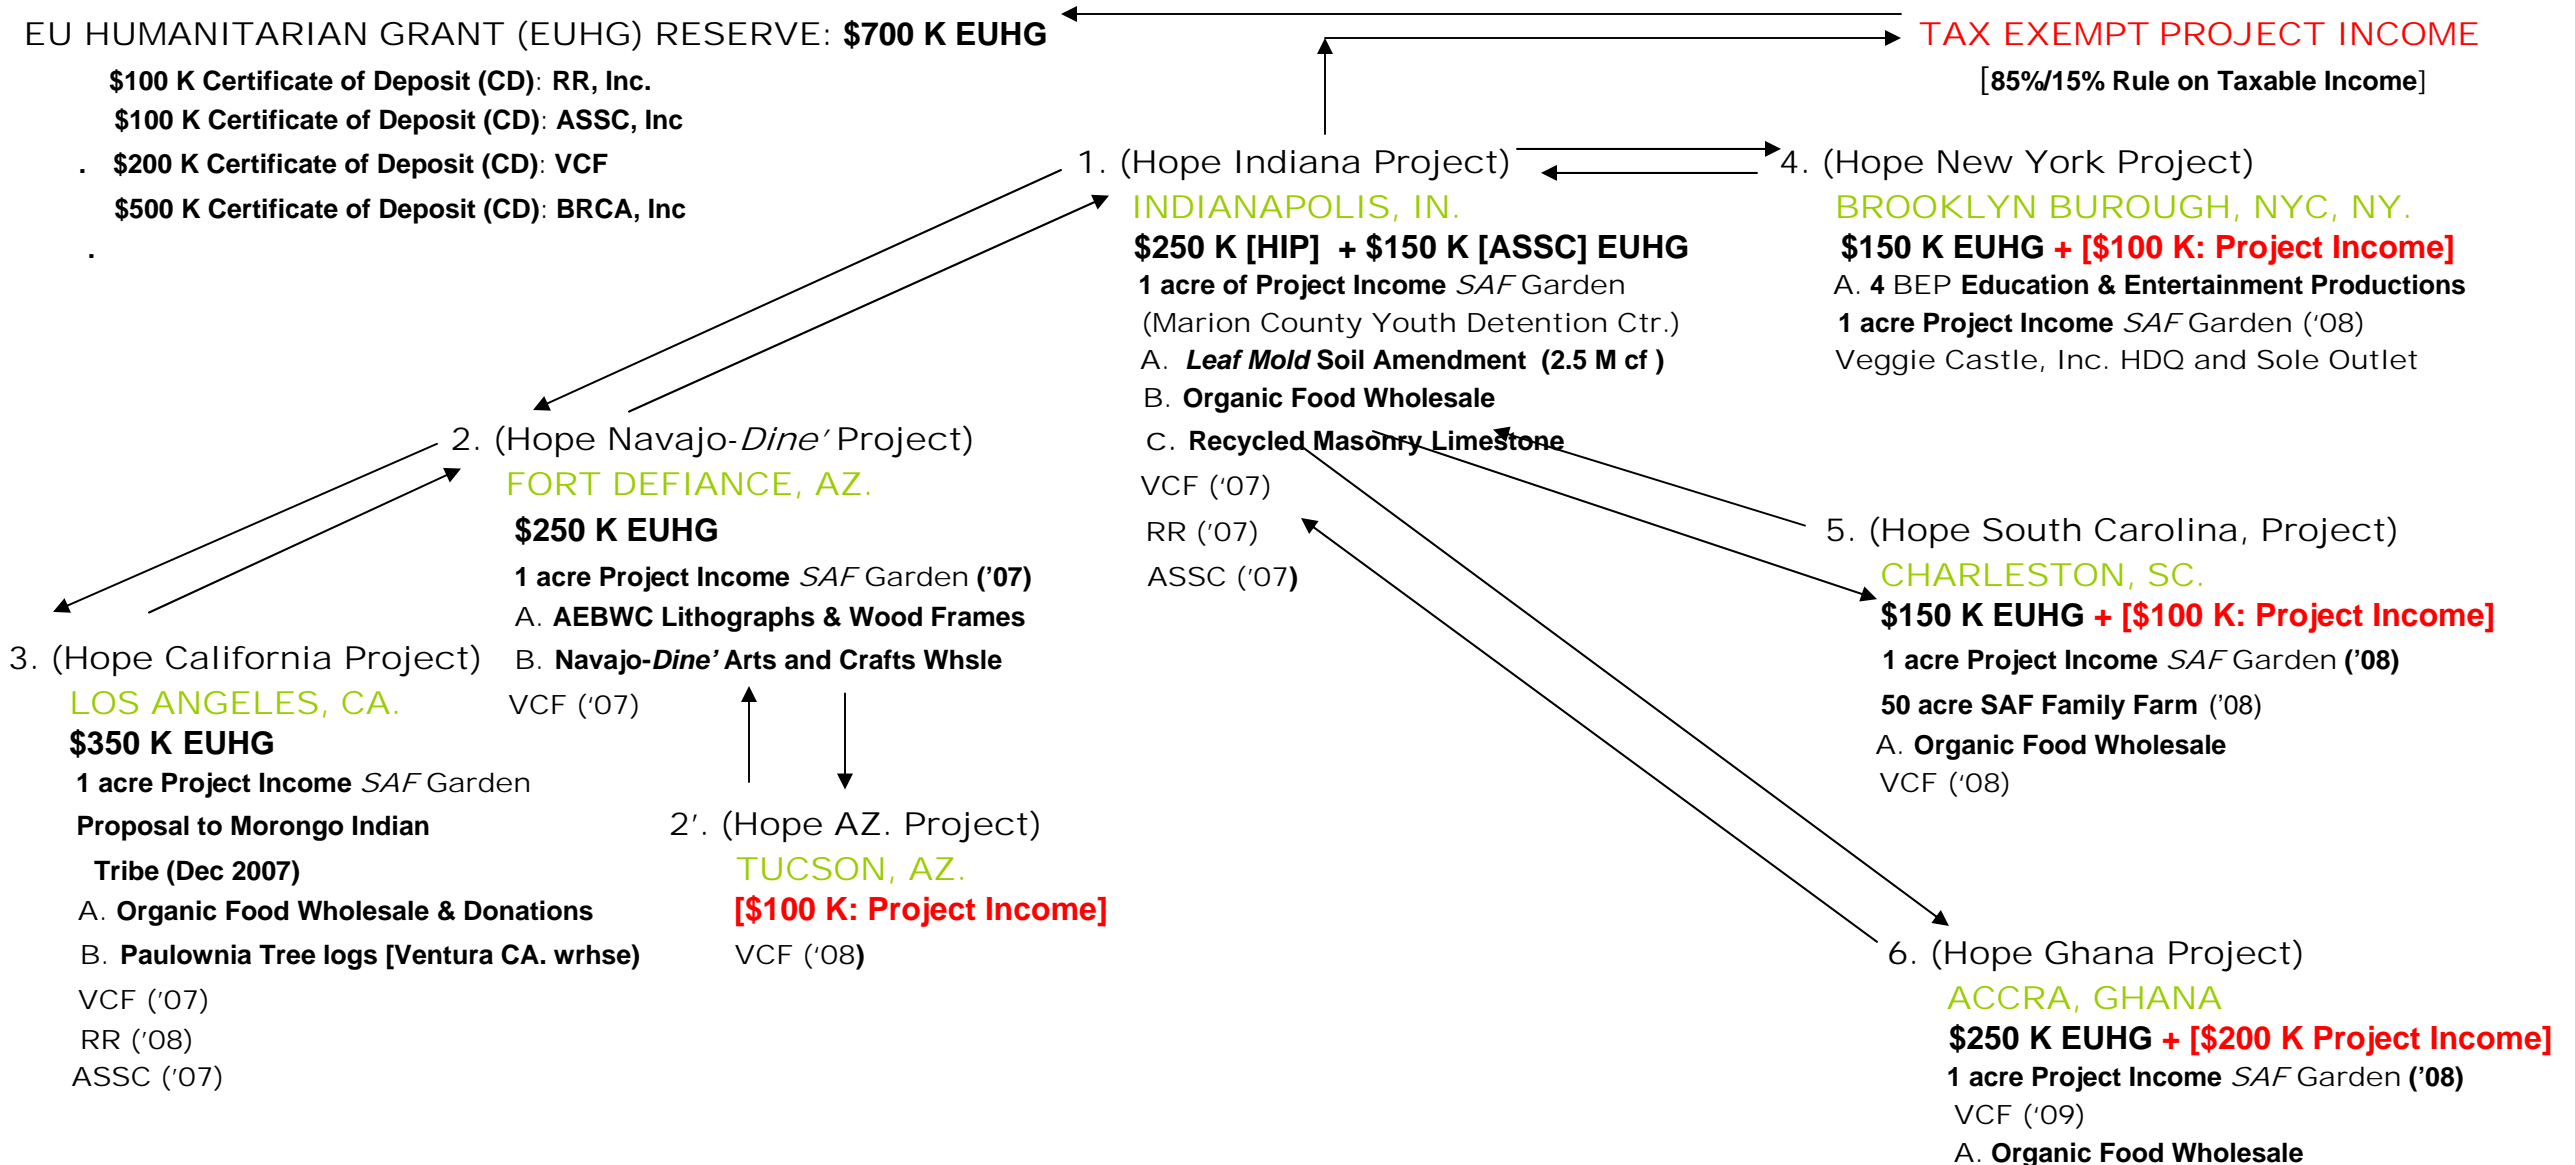 EU HUMANITARIAN GRANT (EUHG) RESERVE: $700 K EUHG
$100 K Certificate of Deposit (CD): RR, Inc.
$100 K Certificate of Deposit (CD): ASSC, Inc
. $200 K Certificate of Deposit (CD): VCF
$500 K Certificate of Deposit (CD): BRCA, Inc
.
TAX EXEMPT PROJECT INCOME
[85%/15% Rule on Taxable Income]
1. (Hope Indiana Project)
INDIANAPOLIS, IN.
$250 K [HIP] + $150 K [ASSC] EUHG
1 acre of Project Income SAF Garden
(Marion County Youth Detention Ctr.)
A. Leaf Mold Soil Amendment (2.5 M cf )
B. Organic Food Wholesale
C. Recycled Masonry Limestone
VCF ('07)
RR ('07)
ASSC ('07)
4. (Hope New York Project)
BROOKLYN BUROUGH, NYC, NY.
$150 K EUHG + [$100 K: Project Income]
A. 4 BEP Education & Entertainment Productions
1 acre Project Income SAF Garden ('08)
Veggie Castle, Inc. HDQ and Sole Outlet
2. (Hope Navajo-Dine' Project)
FORT DEFIANCE, AZ.
$250 K EUHG
1 acre Project Income SAF Garden ('07)
A. AEBWC Lithographs & Wood Frames
B. Navajo-Dine' Arts and Crafts Whsle
VCF ('07)
5. (Hope South Carolina, Project)
CHARLESTON, SC.
$150 K EUHG + [$100 K: Project Income]
1 acre Project Income SAF Garden ('08)
50 acre SAF Family Farm ('08)
A. Organic Food Wholesale
VCF ('08)
3. (Hope California Project)
LOS ANGELES, CA.
$350 K EUHG
1 acre Project Income SAF Garden
Proposal to Morongo Indian
Tribe (Dec 2007)
A. Organic Food Wholesale & Donations
B. Paulownia Tree logs [Ventura CA. wrhse)
VCF ('07)
RR ('08)
ASSC ('07)
2'. (Hope AZ. Project)
TUCSON, AZ.
[$100 K: Project Income]
VCF ('08)
6. (Hope Ghana Project)
ACCRA, GHANA
$250 K EUHG + [$200 K Project Income]
1 acre Project Income SAF Garden ('08)
VCF ('09)
A. Organic Food Wholesale